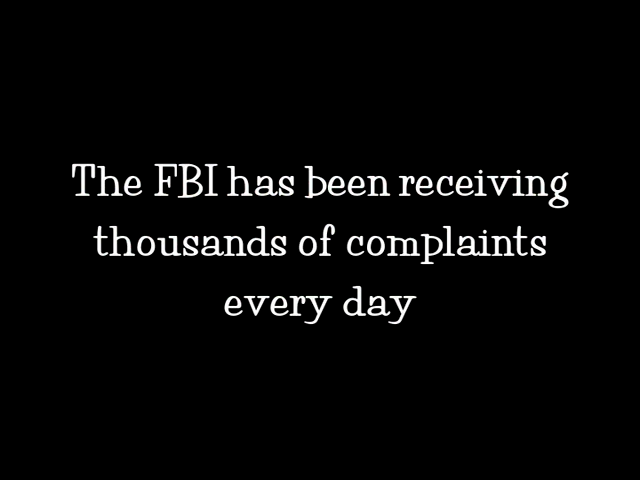 The FBI has been receiving
thousands of complaints
every day